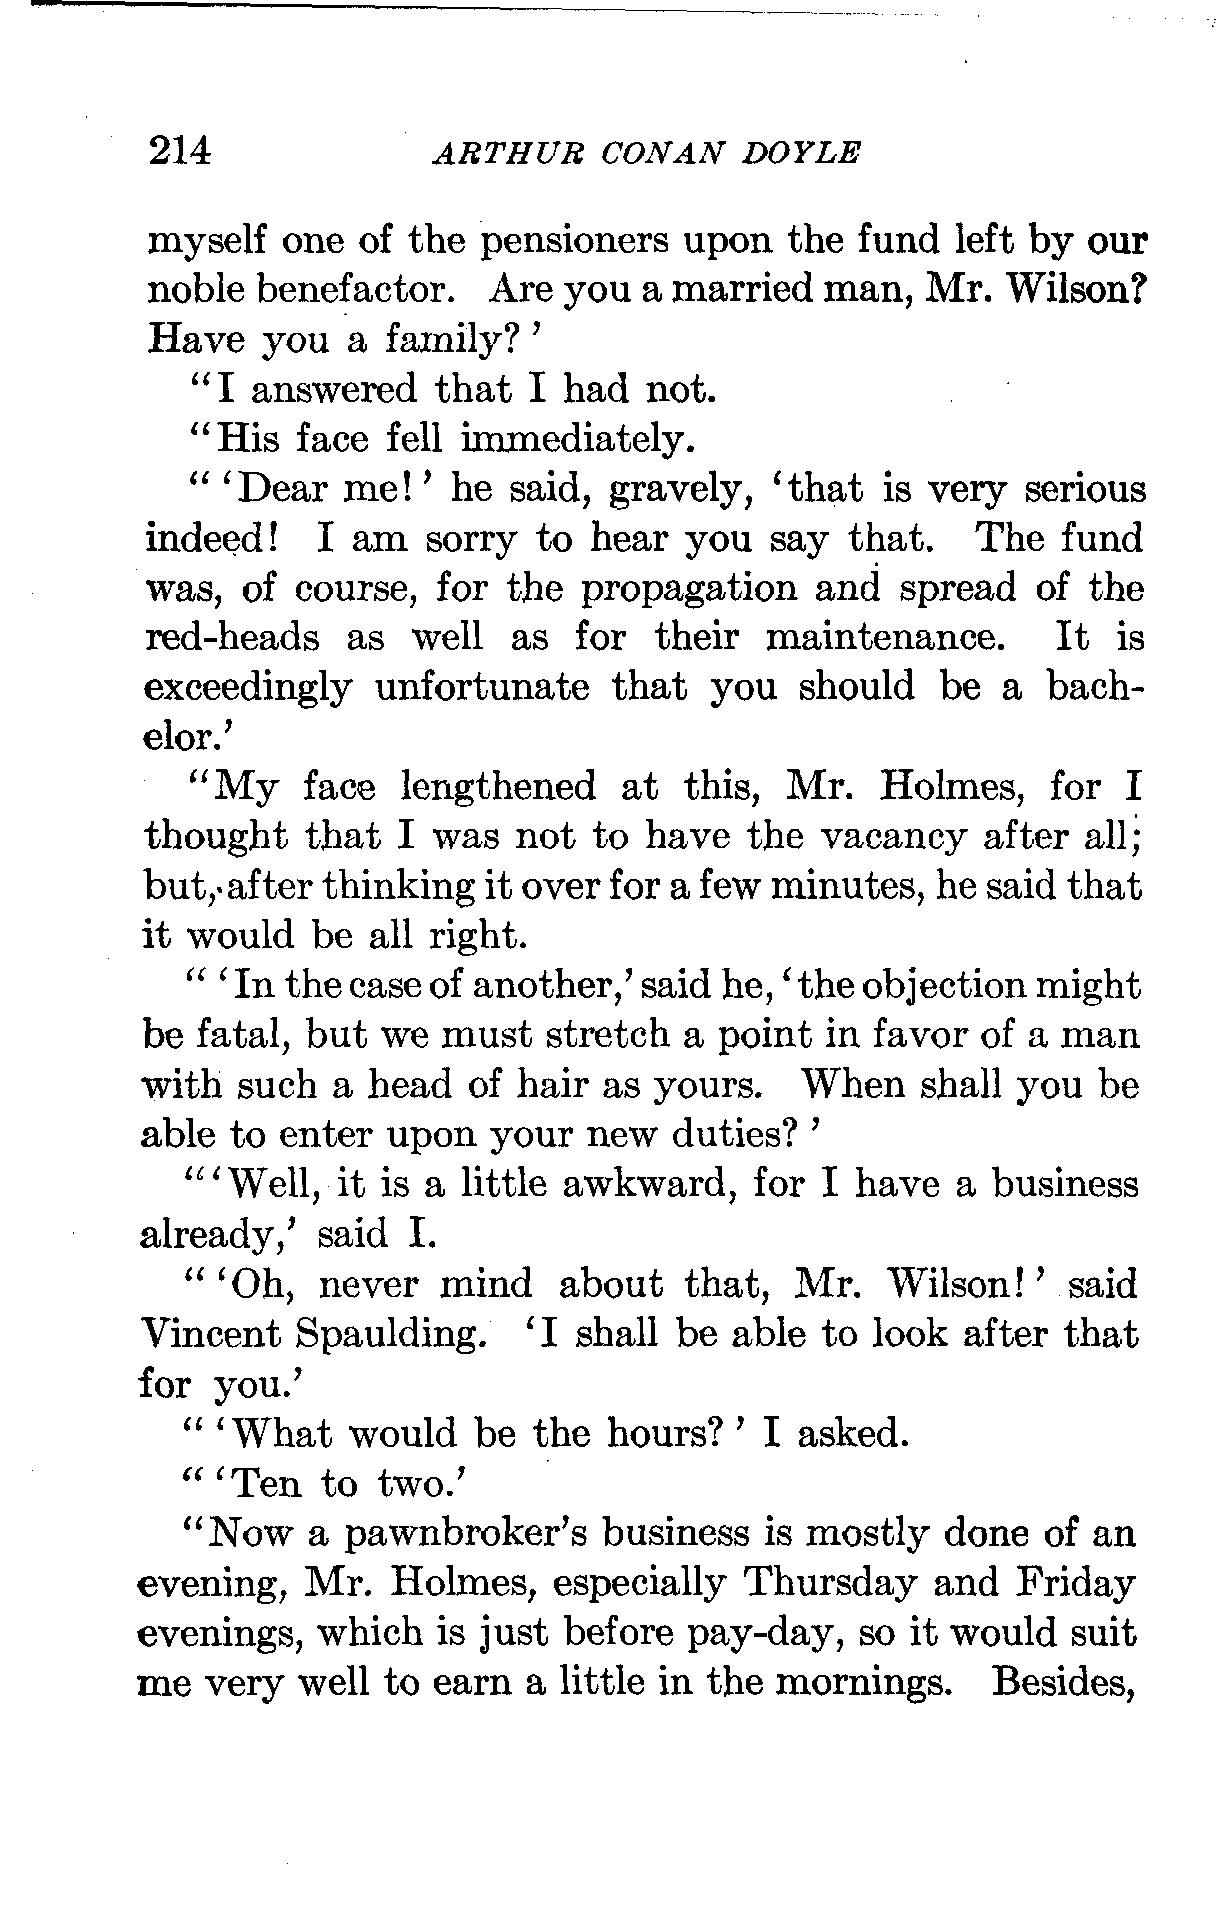 214 ARTHUR CONAN DOYLE
myself one of the pensioners upon the fund left by our
noble benefactor. Are you a married man, Mr. Wilson?
Have you a family?’
“I answered that I had not.
“His face fell immediately.
“‘Dear me!’ he said, gravely, ‘that is very serious
indeed! I am sorry to hear you say that. The fund
was, of course, for the propagation and spread of the
red-heads as well as for their maintenance. It is
exceedingly unfortunate that you should be a bach-
elor.’
“My face lengthened at this, Mr. Holmes, for I
thought that I was not to have the vacancy after all;
but, after thinking it over for a few minutes, he said that
it would be all right.
“‘In the case of another,’ said he, ‘the objection might
be fatal, but we must stretch a point in favor of a man
with such a head of hair as yours. When shall you be
able to enter upon your new duties?’
“‘Well, it is a little awkward, for I have a business
already,’ said I.
“‘Oh, never mind about that, Mr. Wilson!’ said
Vincent Spaulding. ‘I shall be able to look after that
for you.’
“‘What would be the hours?’ I asked.
“‘Ten to two.’
“Now a pawnbroker’s business is mostly done of an
evening, Mr. Holmes, especially Thursday and Friday
evenings, which is just before pay-day, so it would suit
me very well to earn a little in the mornings. Besides,